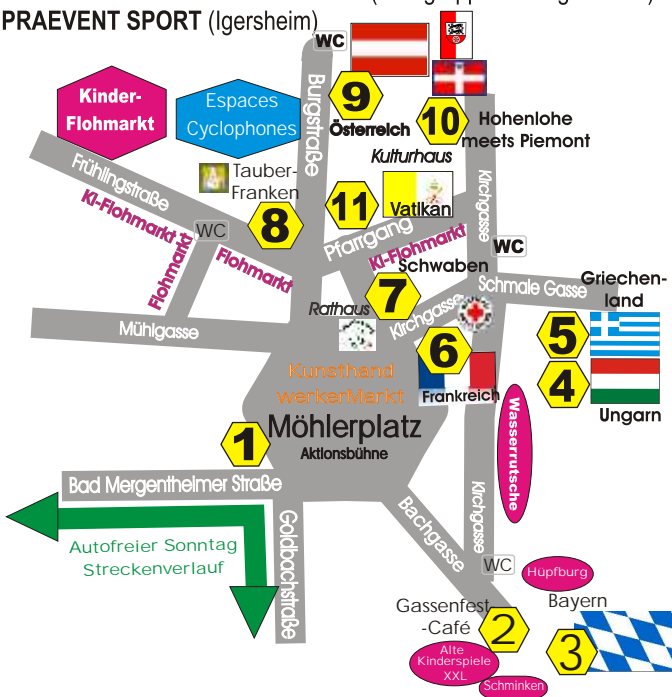 PRAEVENT SPORT (Igersheim)
WC
Kinder-
Flohmarkt
Espaces
Cyclophones
Burgstraße
9
Österreich
10
Hohenlohe
meets Piemont
Kulturhaus
Frühlingstraße
Tauber-
Franken
KI-Flohmarkt
WC
8
11
Vatikan
Pfarrgang
KI-Flohmarkt
Kirchgasse
WC
Flohmarkt
Flohmarkt
Schwaben
7
Schmale Gasse
Griechen-
land
Mühlgasse
Rathaus
Kirchgasse
5
6
Kunsthand
werkerMarkt
4
Frankreich
Ungarn
1
Möhlerplatz
Aktionsbühne
Wasserrutsche
Bad Mergentheimer Straße
Autofreier Sonntag
Streckenverlauf
Goldbachstraße
Bachgasse
Kirchgasse
WC
Hüpfburg
Bayern
Gassenfest
-Café
2
3
Alte
Kinderspiele
XXL
Schminken